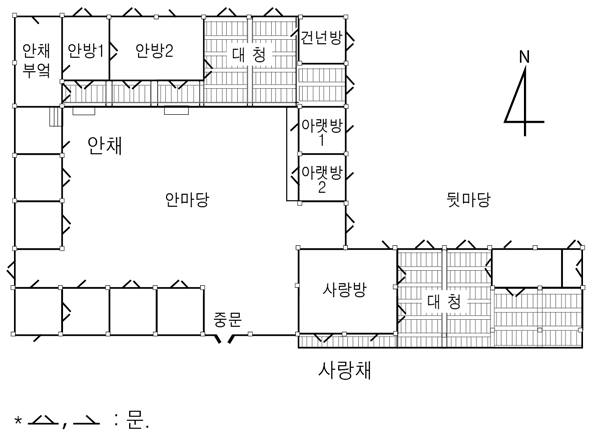 안채
부엌
안방1
안방2
대 청
건넌방
N
안채
아랫방
1
아랫방
2
안마당
뒷마당
사랑방
대 청
중문
사랑채
* , : 문.